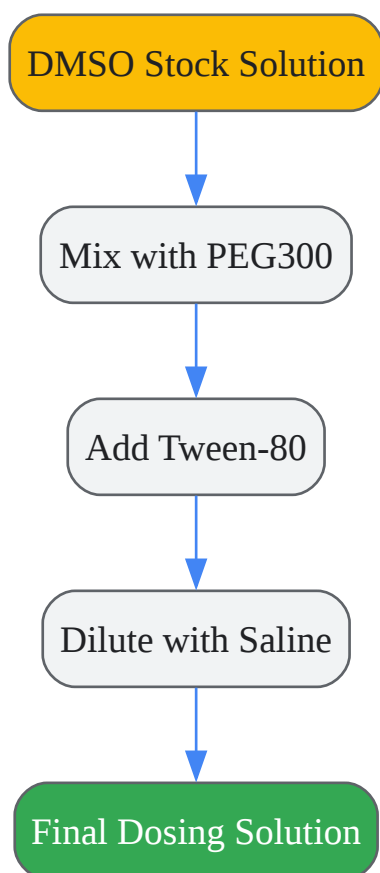 DMSO Stock Solution
Mix with PEG300
Add Tween-80
Dilute with Saline
Final Dosing Solution